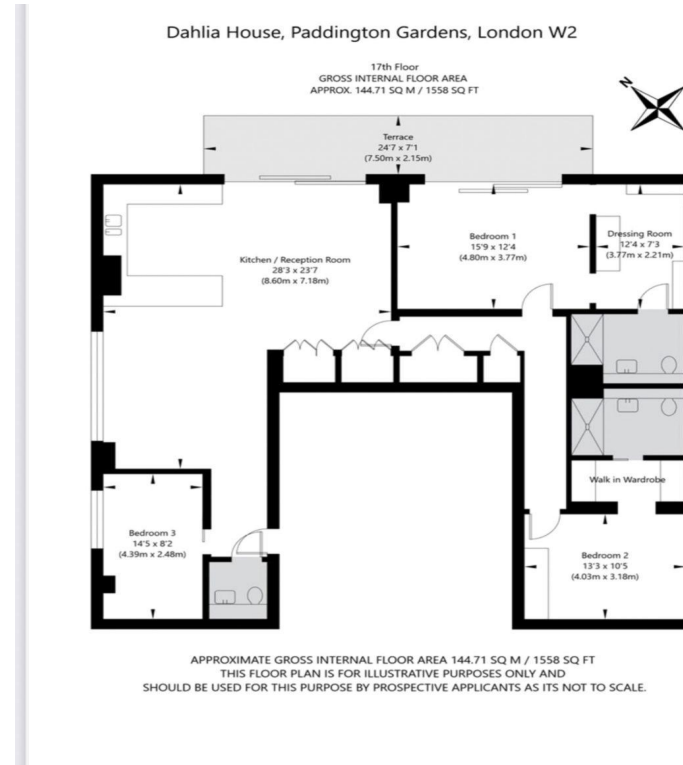 Dahlia House, Paddington Gardens, London W2
17th Floor
GROSS INTERNAL FLOOR AREA
APPROX. 144.71 SQ M / 1558 SQ FT
N
Terrace
24'7 x 7'1
(7.50m x 2.15m)
Kitchen / Reception Room
28'3 x 23'7
(8.60m x 7.18m)
Bedroom 1
15'9 x 12'4
(4.80m x 3.77m)
Dressing Room
12'4 x 7'3
(3.77m x 2.21m)
Walk in Wardrobe
Bedroom 3
14'5 x 8'2
(4.39m x 2.48m)
Bedroom 2
13'3 x 10'5
(4.03m x 3.18m)
APPROXIMATE GROSS INTERNAL FLOOR AREA 144.71 SQ M / 1558 SQ FT
THIS FLOOR PLAN IS FOR ILLUSTRATIVE PURPOSES ONLY AND
SHOULD BE USED FOR THIS PURPOSE BY PROSPECTIVE APPLICANTS AS ITS NOT TO SCALE.